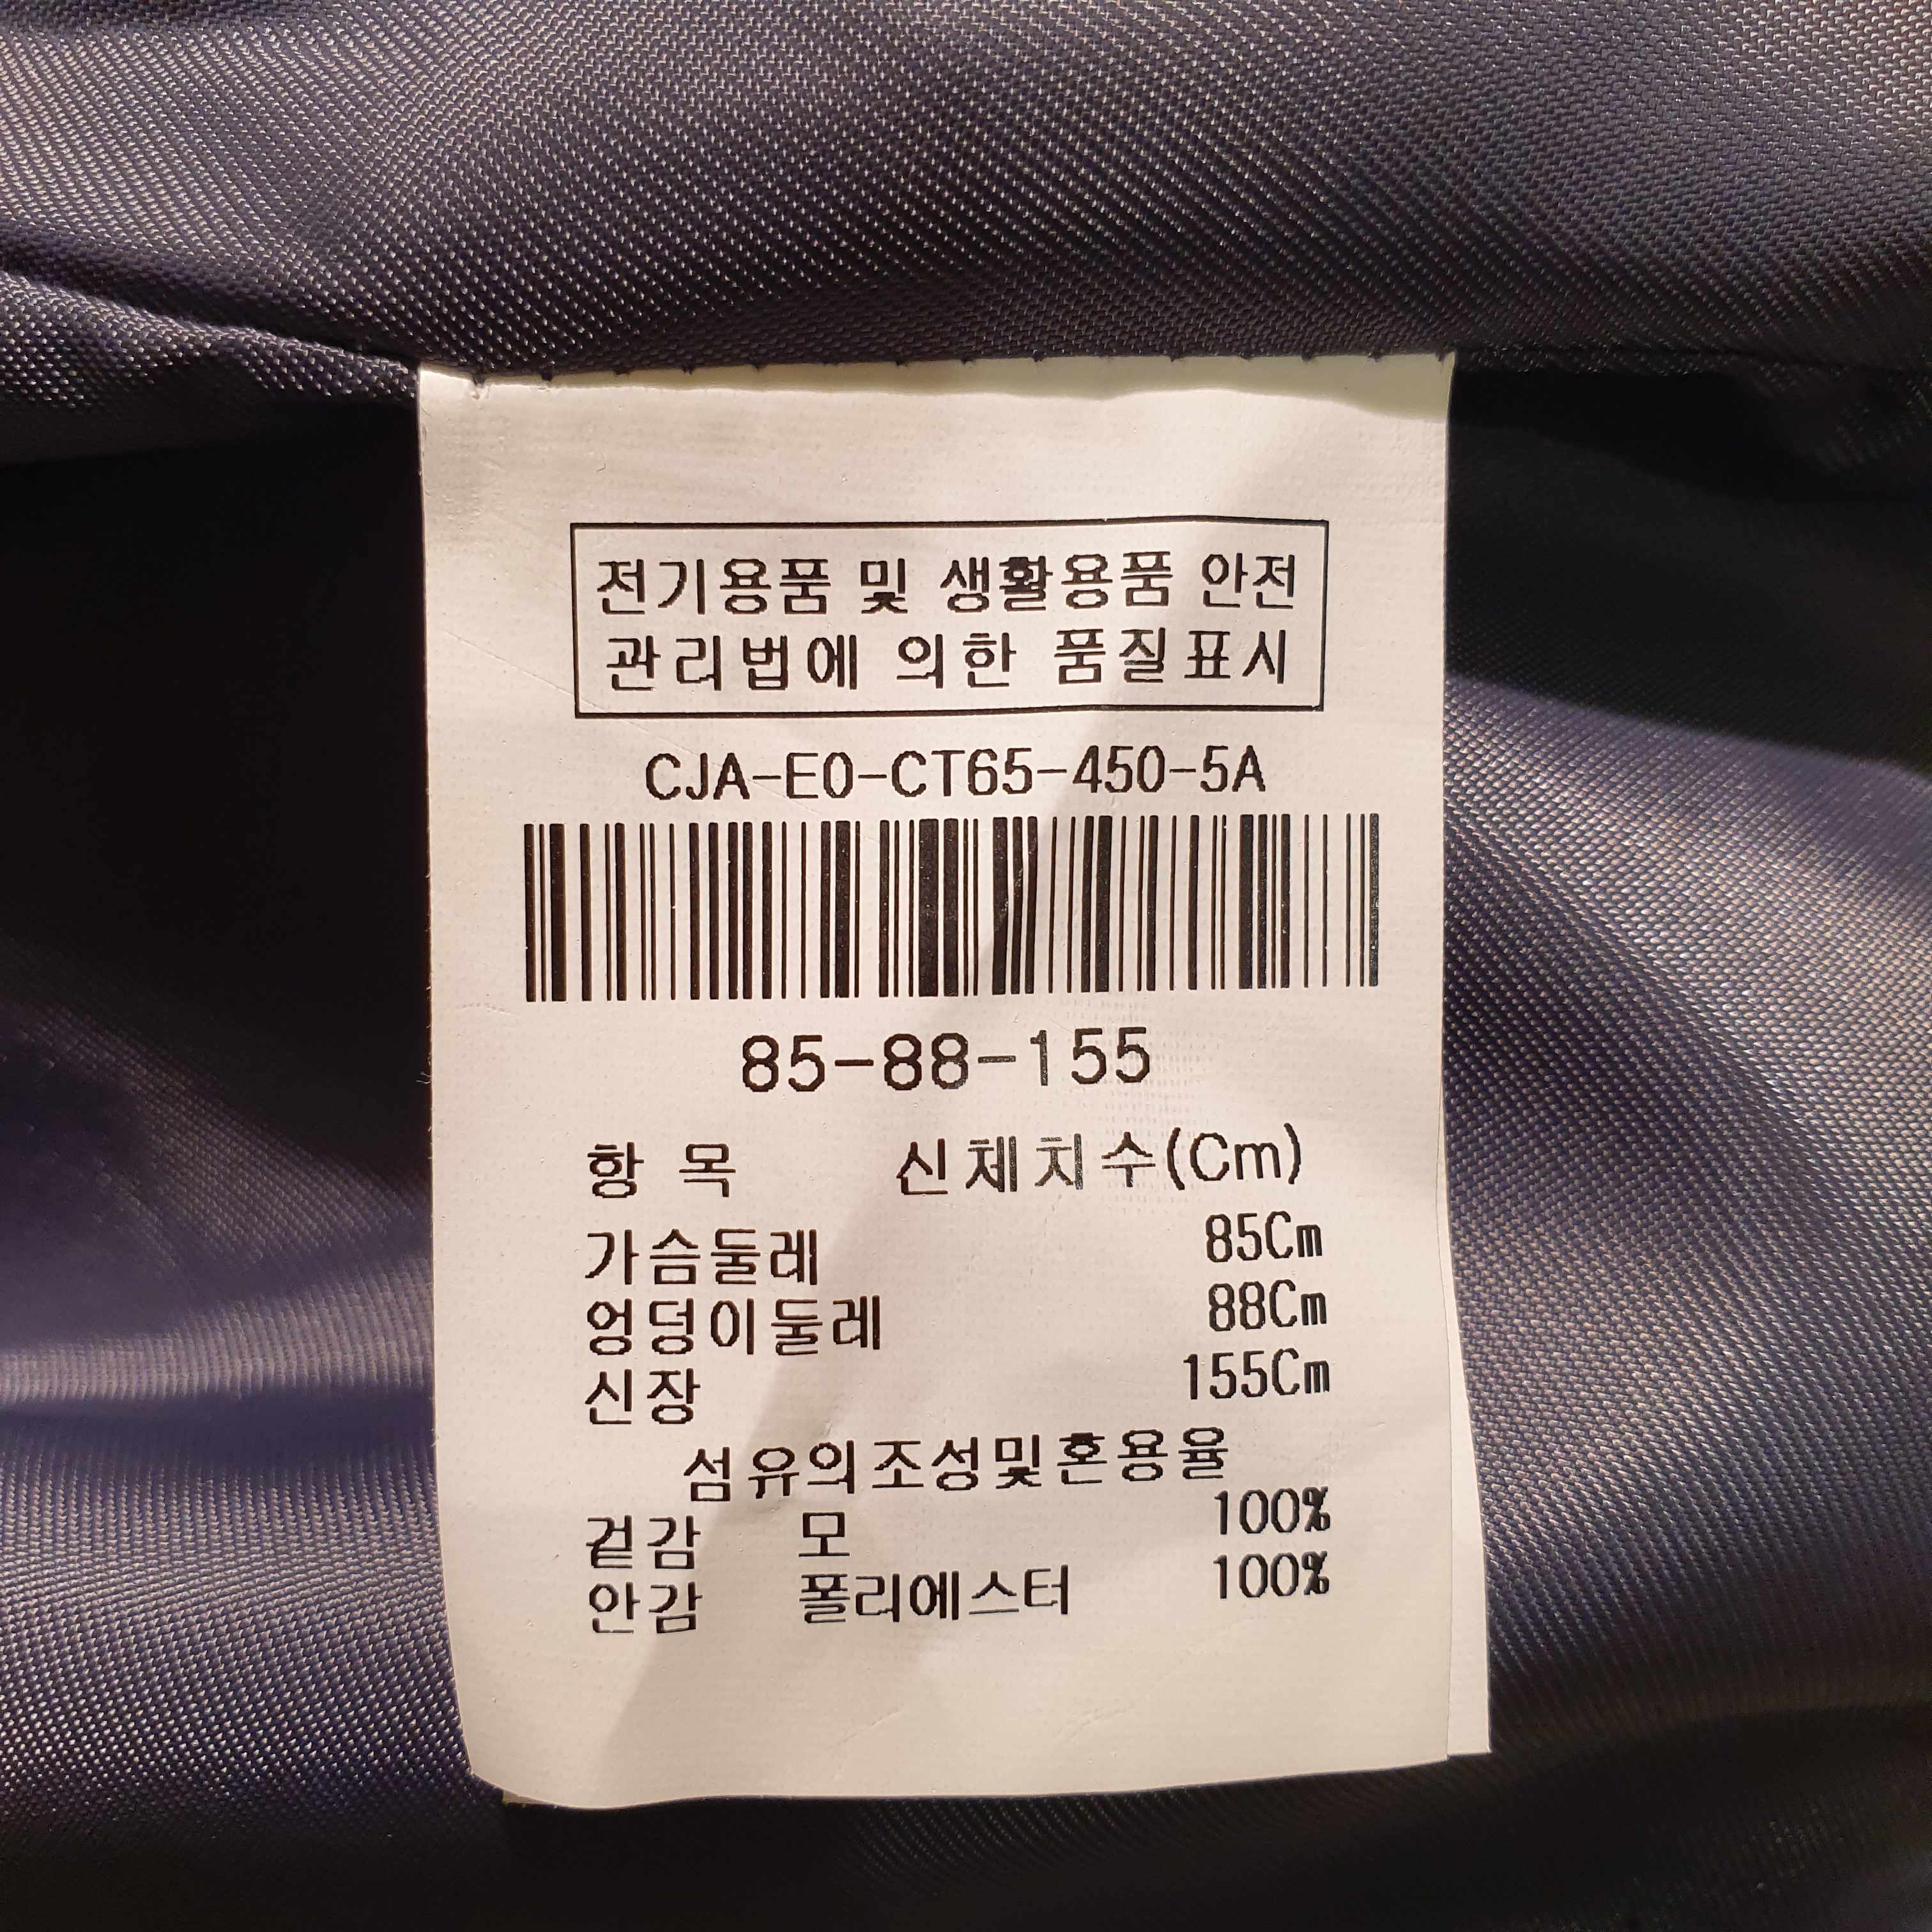 전기용품 및 생활용품 안전
관리법에 의한 품질표시
CJA-E0-CT65-450-5A
85-88-155
항 목 신체치수(Cm)
가슴둘레 85Cm
엉덩이둘레 88Cm
신장 155Cm
섬유의조성및혼용율
겉감 모 100%
안감 폴리에스터 100%